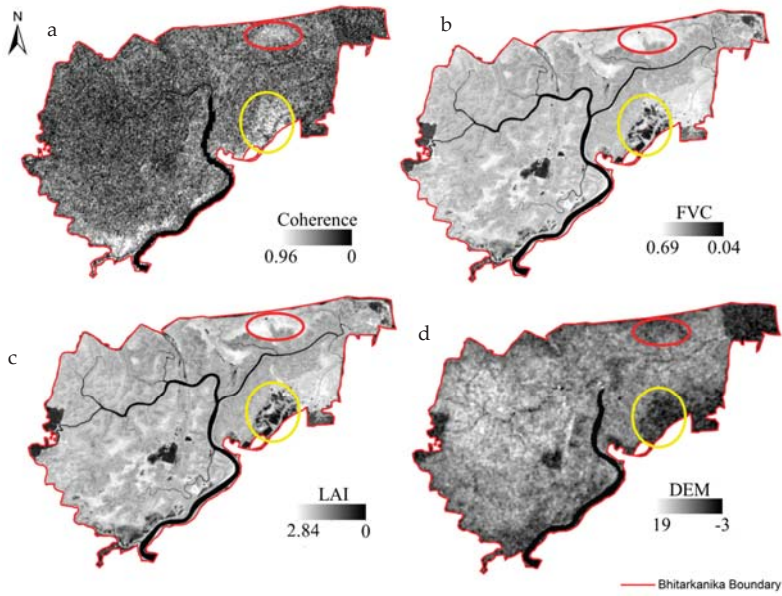 N
a
Coherence
0.96 0
b
FVC
0.69 0.04
c
LAI
2.84 0
d
DEM
19 -3
Bhitarkanika Boundary